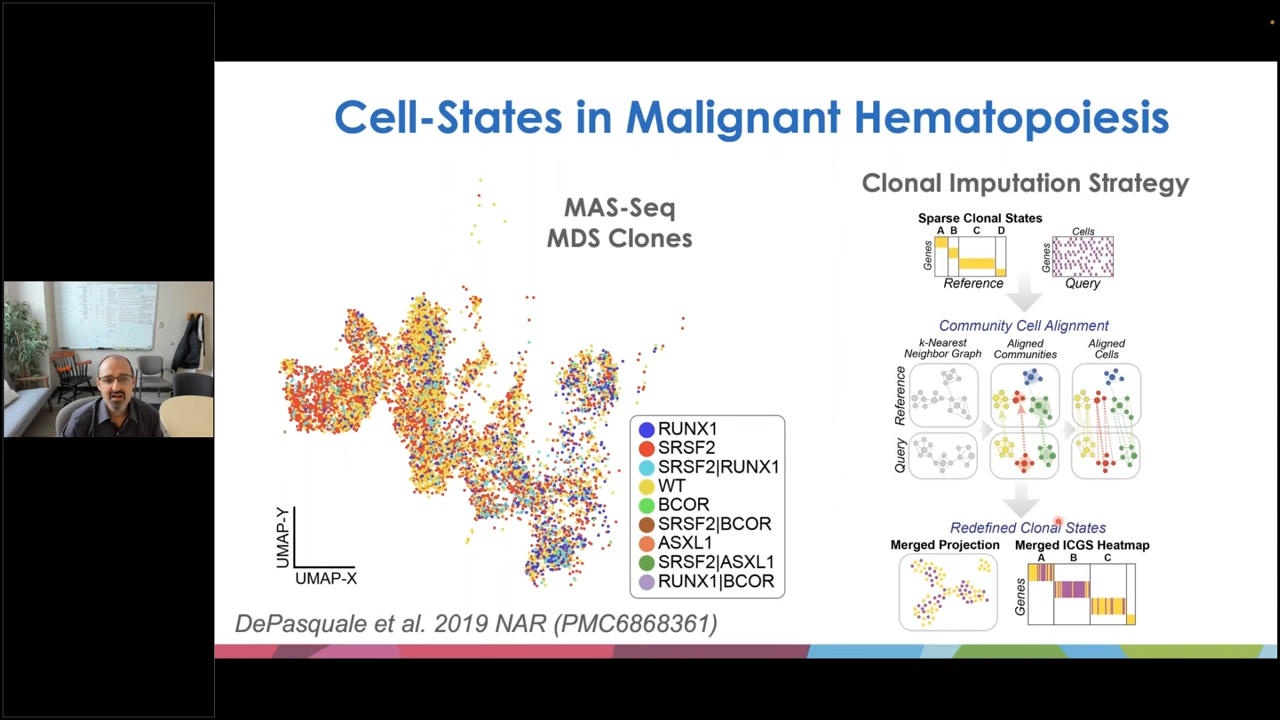 Cell-States in Malignant Hematopoiesis
MAS-Seq
MDS Clones
RUNX1
SRSF2
SRSF2|RUNX1
WT
BCOR
SRSF2|BCOR
ASXL1
SRSF2|ASXL1
RUNX1|BCOR
UMAP-Y
UMAP-X
DePasquale et al. 2019 NAR (PMC6868361)
Clonal Imputation Strategy
Sparse Clonal States
A B C D
Genes
Reference
Cells
Genes
Query
Community Cell Alignment
k-Nearest
Neighbor Graph
Aligned
Communities
Aligned
Cells
Reference
Query
Redefined Clonal States
Merged Projection
Merged ICGS Heatmap
A B C
Genes